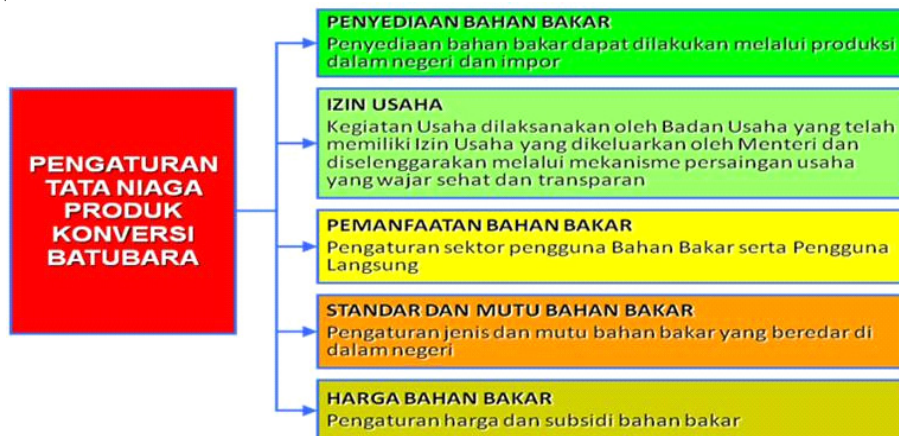 PENGATURAN
TATA NIAGA
PRODUK
KONVERSI
BATUBARA
PENYEDIAAN BAHAN BAKAR
Penyediaan bahan bakar dapat dilakukan melalui produksi
dalam negeri dan impor
IZIN USAHA
Kegiatan Usaha dilaksanakan oleh Badan Usaha yang telah
memiliki Izin Usaha yang dikeluarkan oleh Menteri dan
diselenggarakan melalui mekanisme persaingan usaha
yang wajar sehat dan transparan
PEMANFAATAN BAHAN BAKAR
Pengaturan sektor pengguna Bahan Bakar serta Pengguna
Langsung
STANDAR DAN MUTU BAHAN BAKAR
Pengaturan jenis dan mutu bahan bakar yang beredar di
dalam negeri
HARGA BAHAN BAKAR
Pengaturan harga dan subsidi bahan bakar